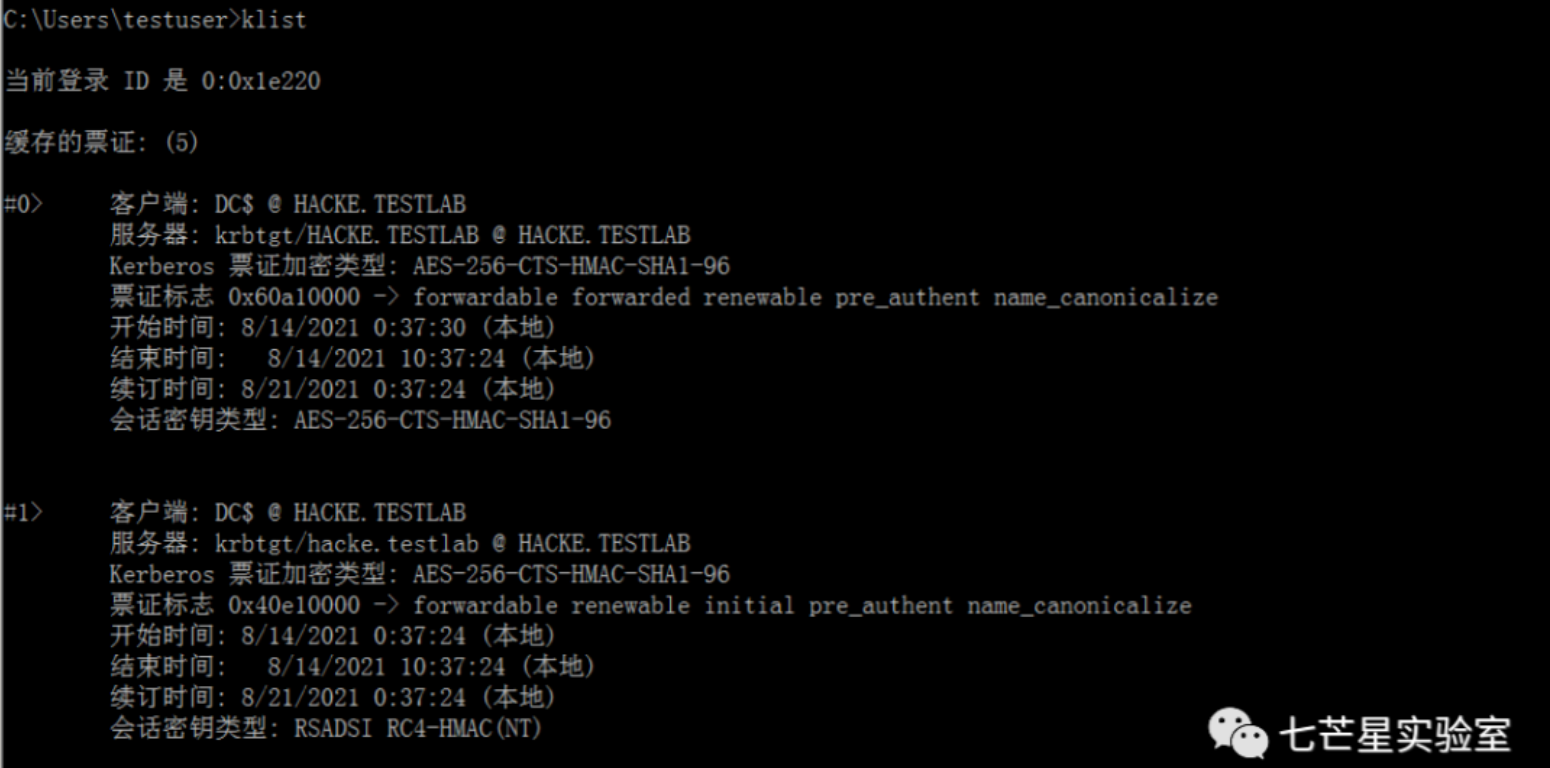 C:\Users\testuser>klist
当前登录 ID 是 0:0x1e220
缓存的票证: (5)
#0> 客户端: DC$ @ HACKE.TESTLAB
服务器: krbtgt/HACKE.TESTLAB @ HACKE.TESTLAB
Kerberos 票证加密类型: AES-256-CTS-HMAC-SHA1-96
票证标志 0x60a10000 -> forwardable forwarded renewable pre_authent name_canonicalize
开始时间: 8/14/2021 0:37:30 (本地)
结束时间: 8/14/2021 10:37:24 (本地)
续订时间: 8/21/2021 0:37:24 (本地)
会话密钥类型: AES-256-CTS-HMAC-SHA1-96
#1> 客户端: DC$ @ HACKE.TESTLAB
服务器: krbtgt/hacke.testlab @ HACKE.TESTLAB
Kerberos 票证加密类型: AES-256-CTS-HMAC-SHA1-96
票证标志 0x40e10000 -> forwardable renewable initial pre_authent name_canonicalize
开始时间: 8/14/2021 0:37:24 (本地)
结束时间: 8/14/2021 10:37:24 (本地)
续订时间: 8/21/2021 0:37:24 (本地)
会话密钥类型: RSADSI RC4-HMAC(NT)
七芒星实验室